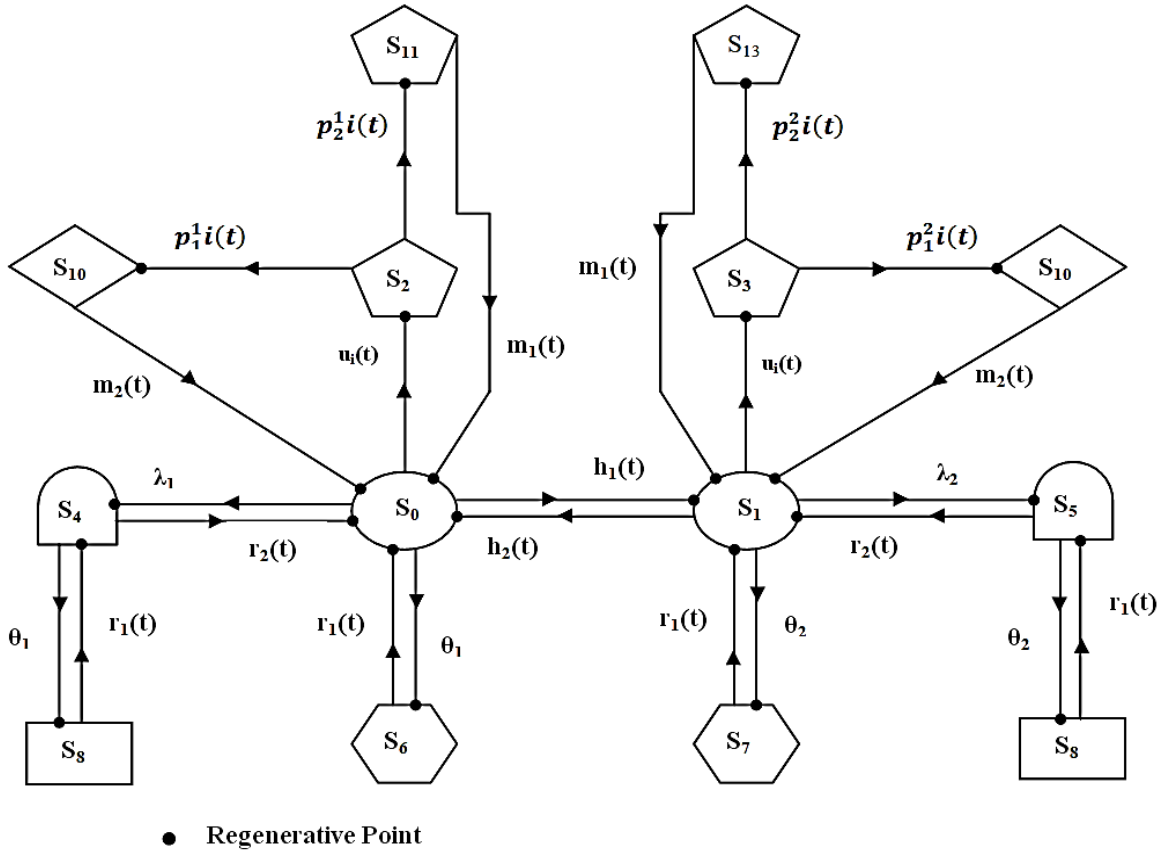 S₁₁
S₁₃
p₂¹i(t)
p₂²i(t)
p₁¹i(t)
p₁²i(t)
S₁₀
S₂
m₁(t)
S₃
S₁₀
m₂(t)
uᵢ(t)
m₁(t)
uᵢ(t)
m₂(t)
λ₁
h₁(t)
λ₂
S₄
S₀
S₁
S₅
r₂(t)
h₂(t)
r₂(t)
θ₁
r₁(t)
r₁(t)
θ₁
r₁(t)
θ₂
θ₂
r₁(t)
S₈
S₆
S₇
S₈
● Regenerative Point